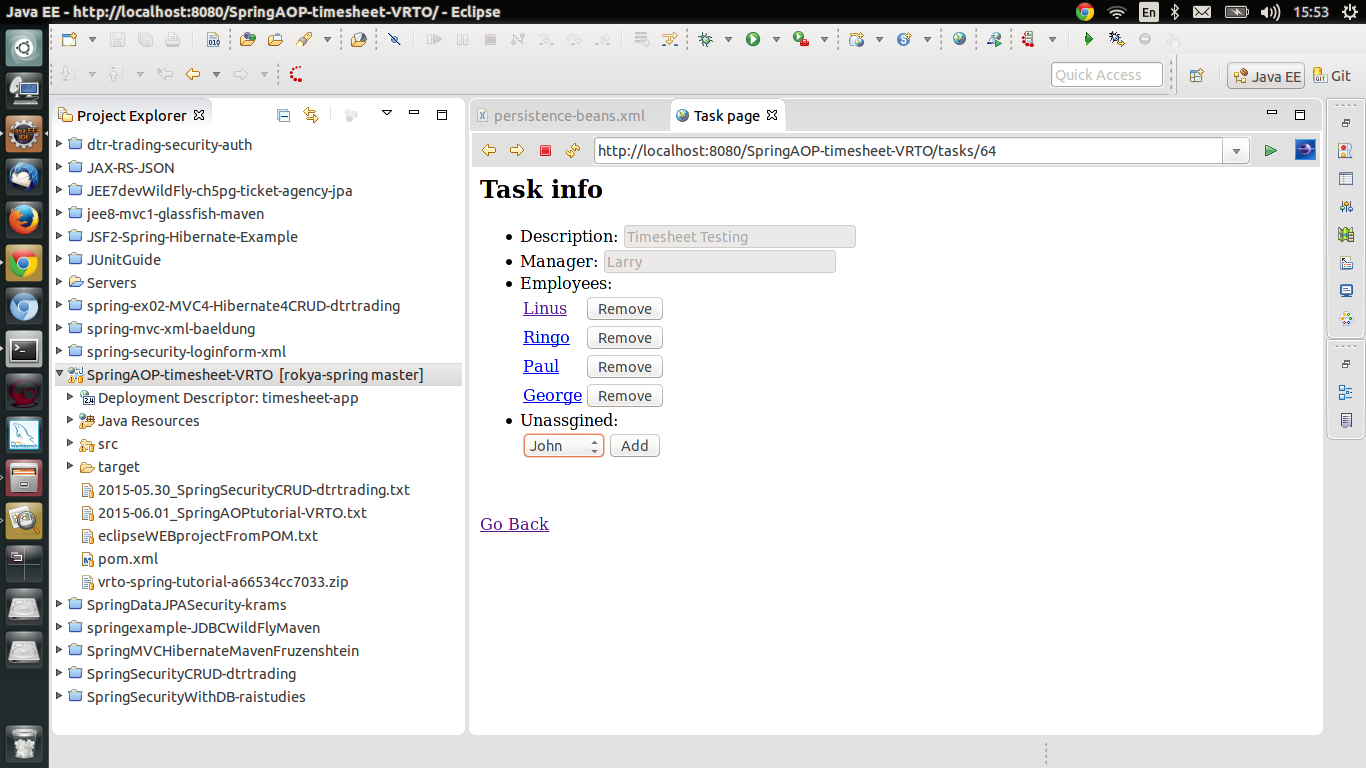 Java EE - http://localhost:8080/SpringAOP-timesheet-VRTO/ - Eclipse
En
15:53
Quick Access
Java EE
Git
Project Explorer
dtr-trading-security-auth
JAX-RS-JSON
JEE7devWildFly-ch5pg-ticket-agency-jpa
jee8-mvc1-glassfish-maven
JSF2-Spring-Hibernate-Example
JUnitGuide
Servers
spring-ex02-MVC4-Hibernate4CRUD-dtrtrading
spring-mvc-xml-baeldung
spring-security-loginform-xml
SpringAOP-timesheet-VRTO [rokya-spring master]
Deployment Descriptor: timesheet-app
Java Resources
src
target
2015-05.30_SpringSecurityCRUD-dtrtrading.txt
2015-06.01_SpringAOPtutorial-VRTO.txt
eclipseWEBprojectFromPOM.txt
pom.xml
vrto-spring-tutorial-a66534cc7033.zip
SpringDataJPASecurity-krams
springexample-JDBCWildFlyMaven
SpringMVCHibernateMavenFruzenshtein
SpringSecurityCRUD-dtrtrading
SpringSecurityWithDB-raistudies
persistence-beans.xml
Task page
http://localhost:8080/SpringAOP-timesheet-VRTO/tasks/64
Task info
Description: Timesheet Testing
Manager: Larry
Employees:
Linus Remove
Ringo Remove
Paul Remove
George Remove
Unassgined:
John Add
Go Back